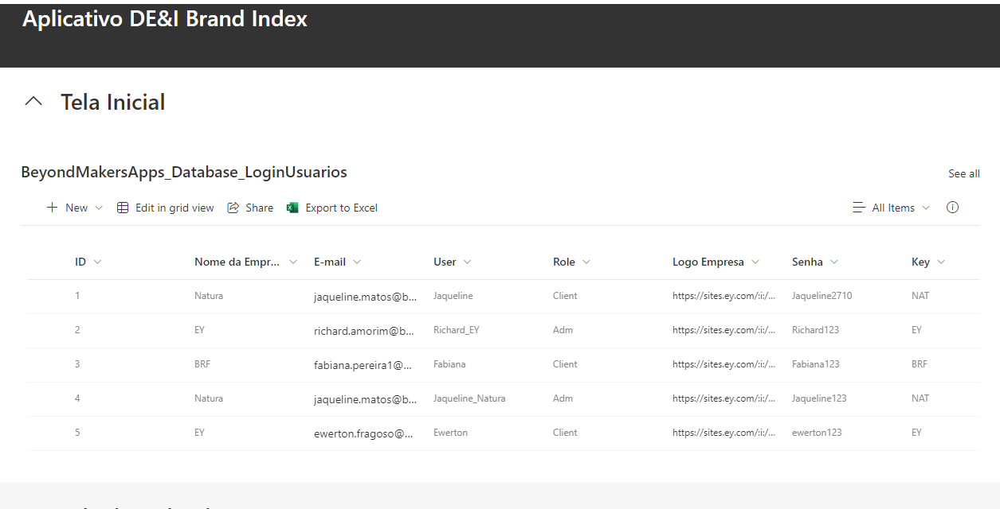 Aplicativo DE&I Brand Index
Tela Inicial
BeyondMakersApps_Database_LoginUsuarios
See all
New Edit in grid view Share Export to Excel All Items
ID Nome da Empr... E-mail User Role Logo Empresa Senha Key
1 Natura jaqueline.matos@b... Jaqueline Client https://sites.ey.com/:i:/... Jaqueline2710 NAT
2 EY richard.amorim@b... Richard_EY Adm https://sites.ey.com/:i:/... Richard123 EY
3 BRF fabiana.pereira1@... Fabiana Client https://sites.ey.com/:i:/... Fabiana123 BRF
4 Natura jaqueline.matos@b... Jaqueline_Natura Adm https://sites.ey.com/:i:/... Jaqueline123 NAT
5 EY ewerton.fragoso@... Ewerton Client https://sites.ey.com/:i:/... ewerton123 EY